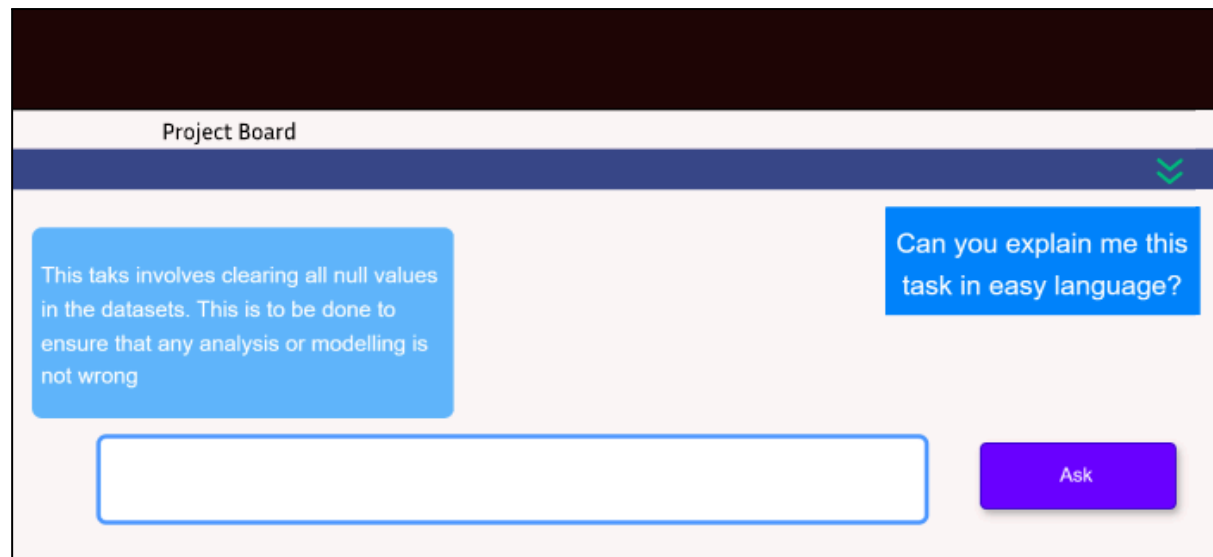 Project Board
Can you explain me this
task in easy language?
This taks involves clearing all null values
in the datasets. This is to be done to
ensure that any analysis or modelling is
not wrong
Ask